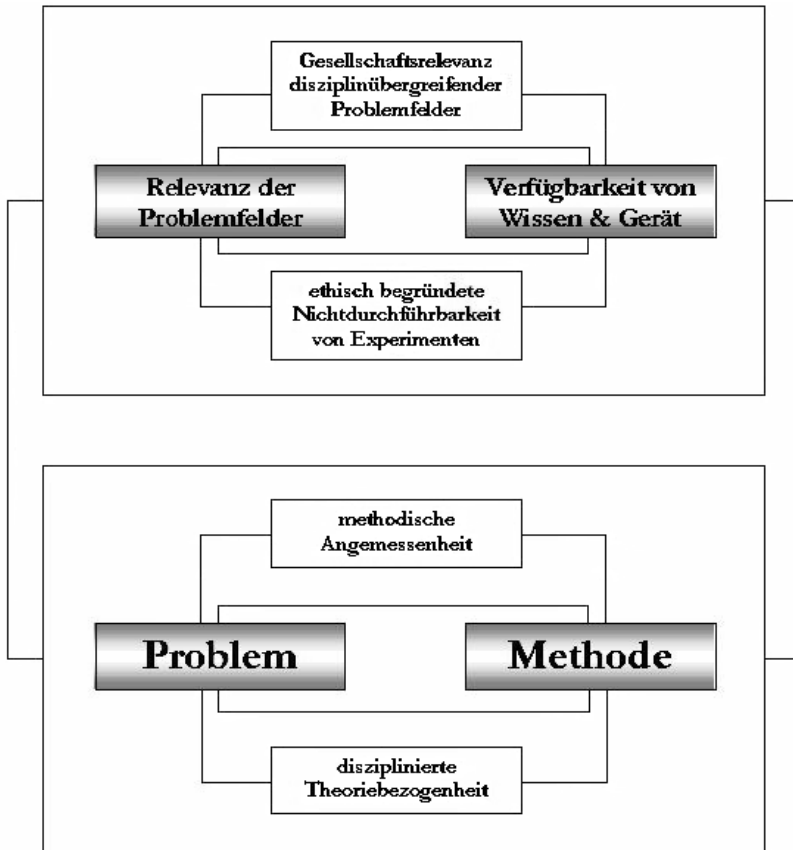 Gesellschaftsrelevanz
disziplinübergreifender
Problemfelder
Relevanz der
Problemfelder
Verfügbarkeit von
Wissen & Gerät
ethisch begründete
Nichtdurchführbarkeit
von Experimenten
methodische
Angemessenheit
Problem
Methode
disziplinierte
Theoriebezogenheit